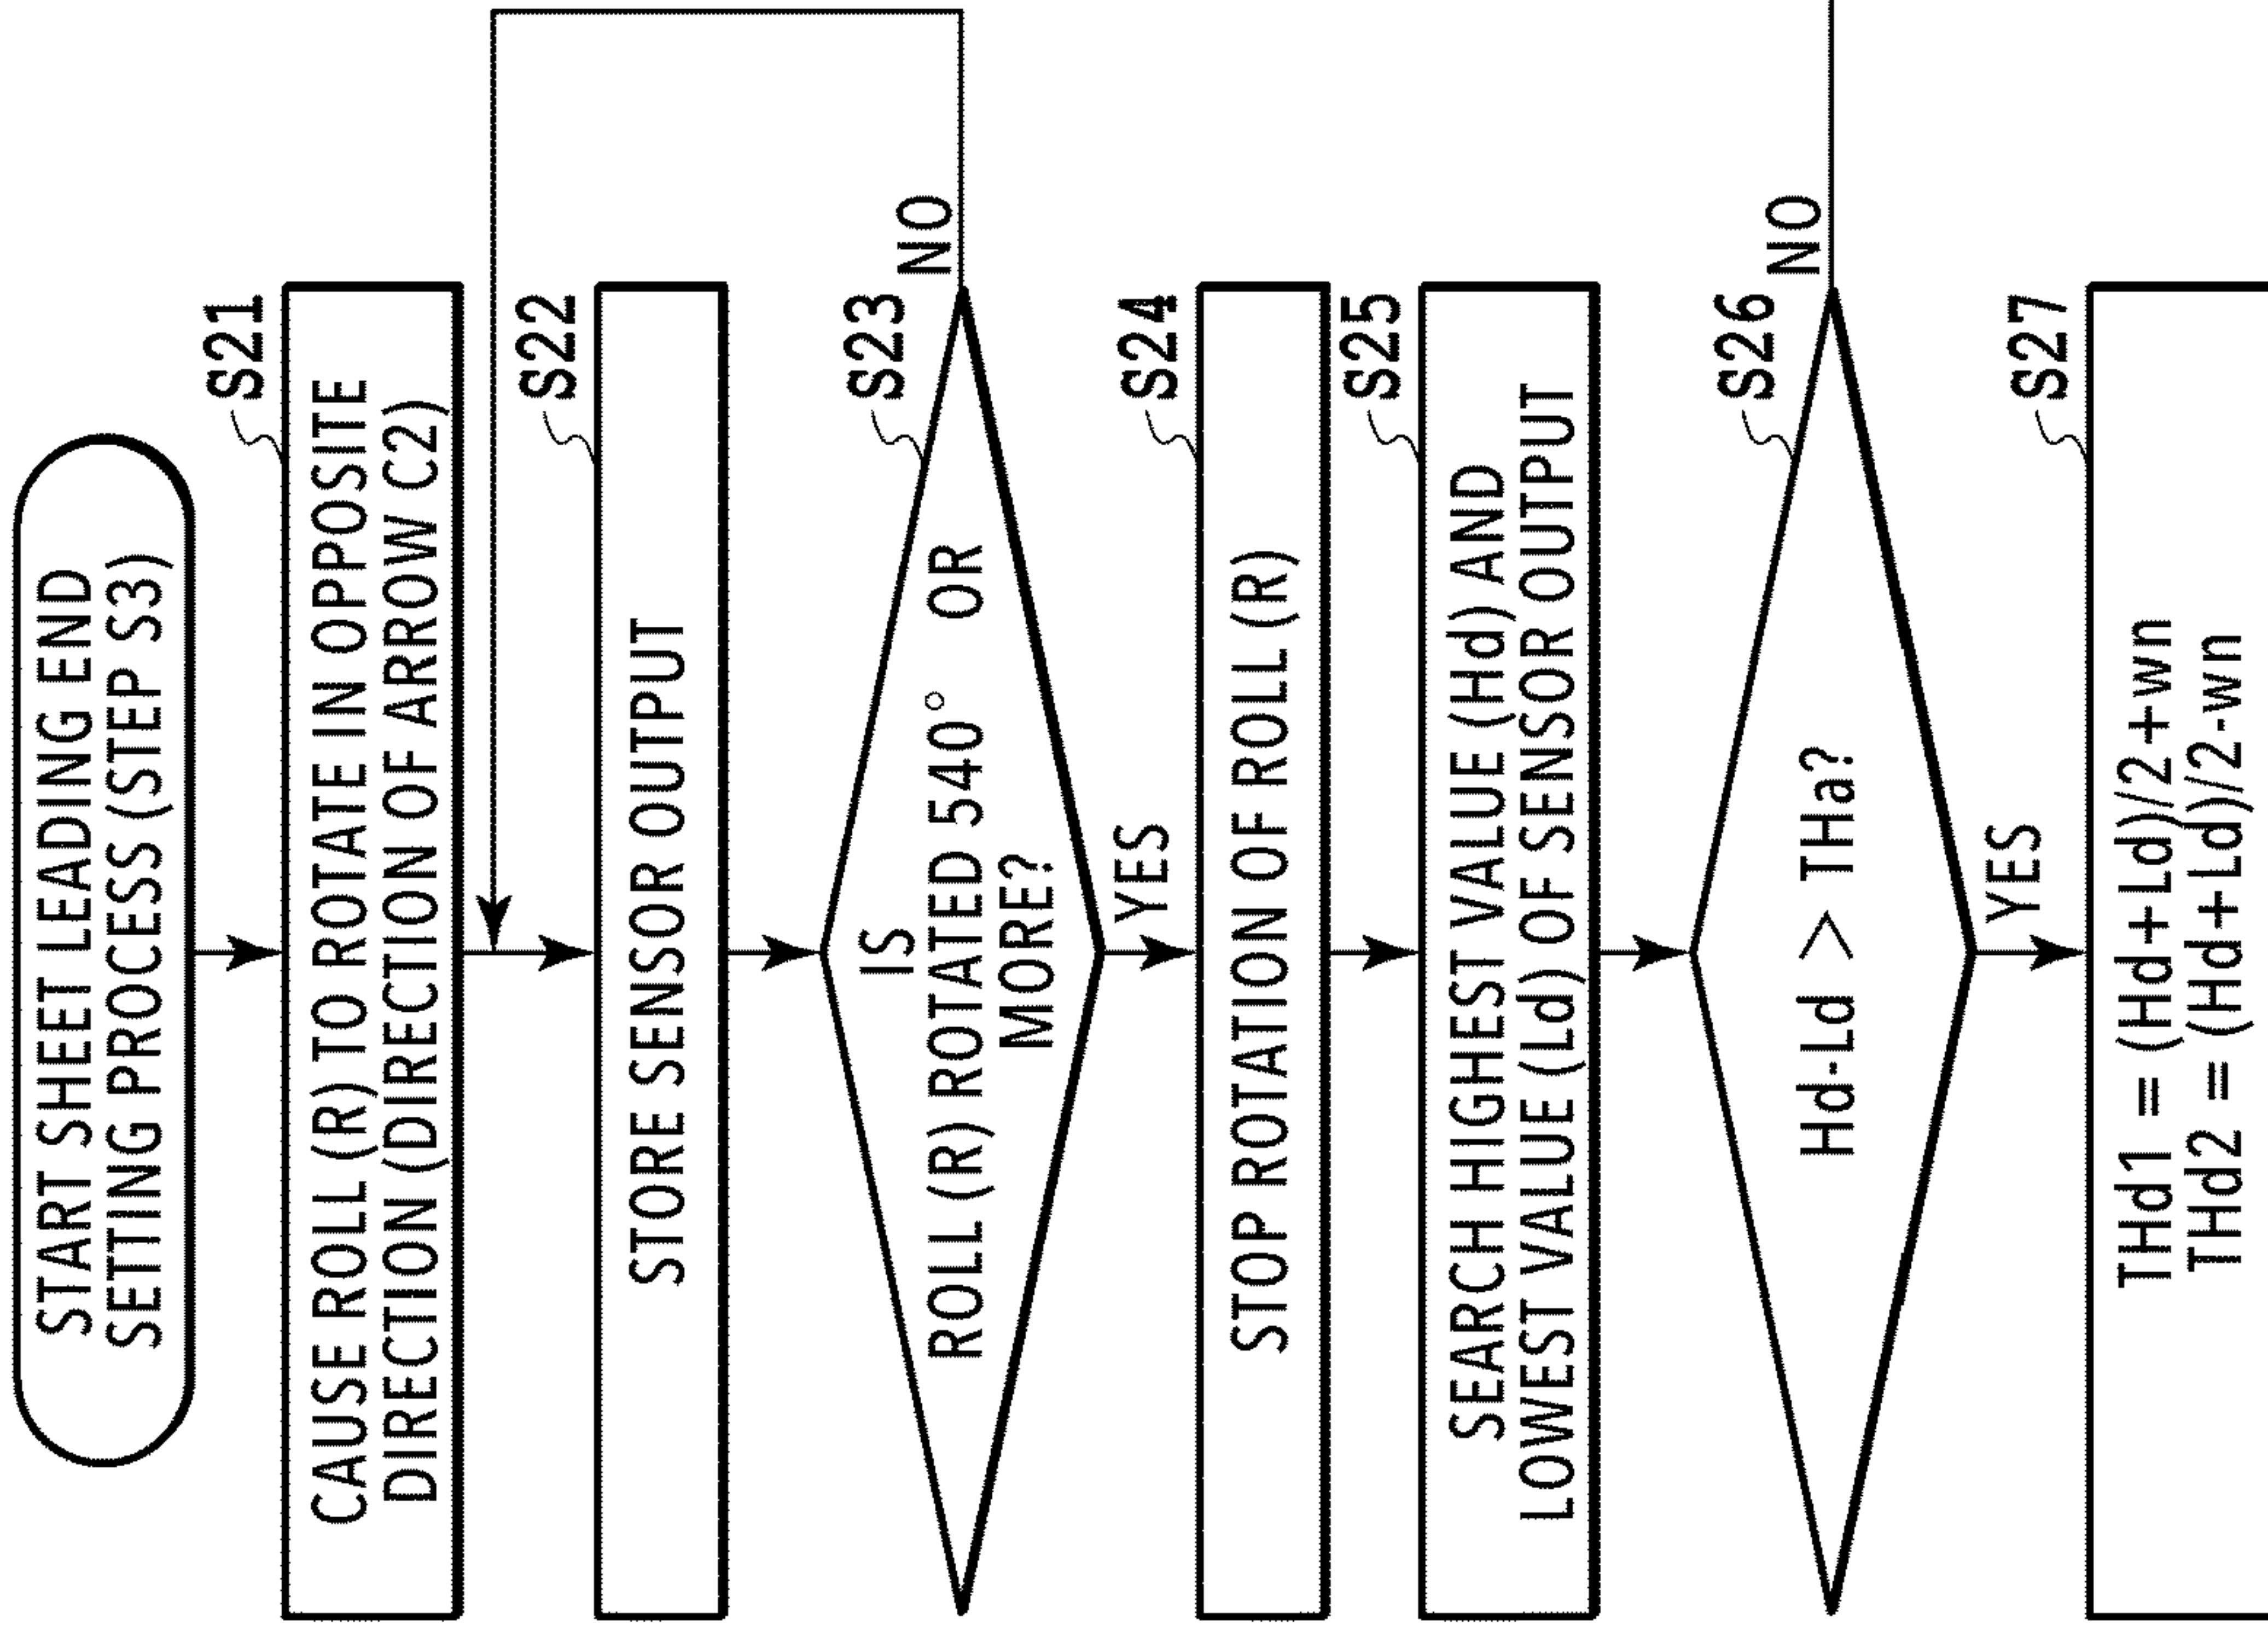 START SHEET LEADING END
SETTING PROCESS (STEP S3)
S21
CAUSE ROLL (R) TO ROTATE IN OPPOSITE
DIRECTION (DIRECTION OF ARROW C2)
S22
STORE SENSOR OUTPUT
S23
IS
ROLL (R) ROTATED 540° OR
MORE?
NO
YES
S24
STOP ROTATION OF ROLL (R)
S25
SEARCH HIGHEST VALUE (Hd) AND
LOWEST VALUE (Ld) OF SENSOR OUTPUT
S26
Hd-Ld > THa?
NO
YES
S27
THd1 = (Hd+Ld)/2+wn
THd2 = (Hd+Ld)/2-wn